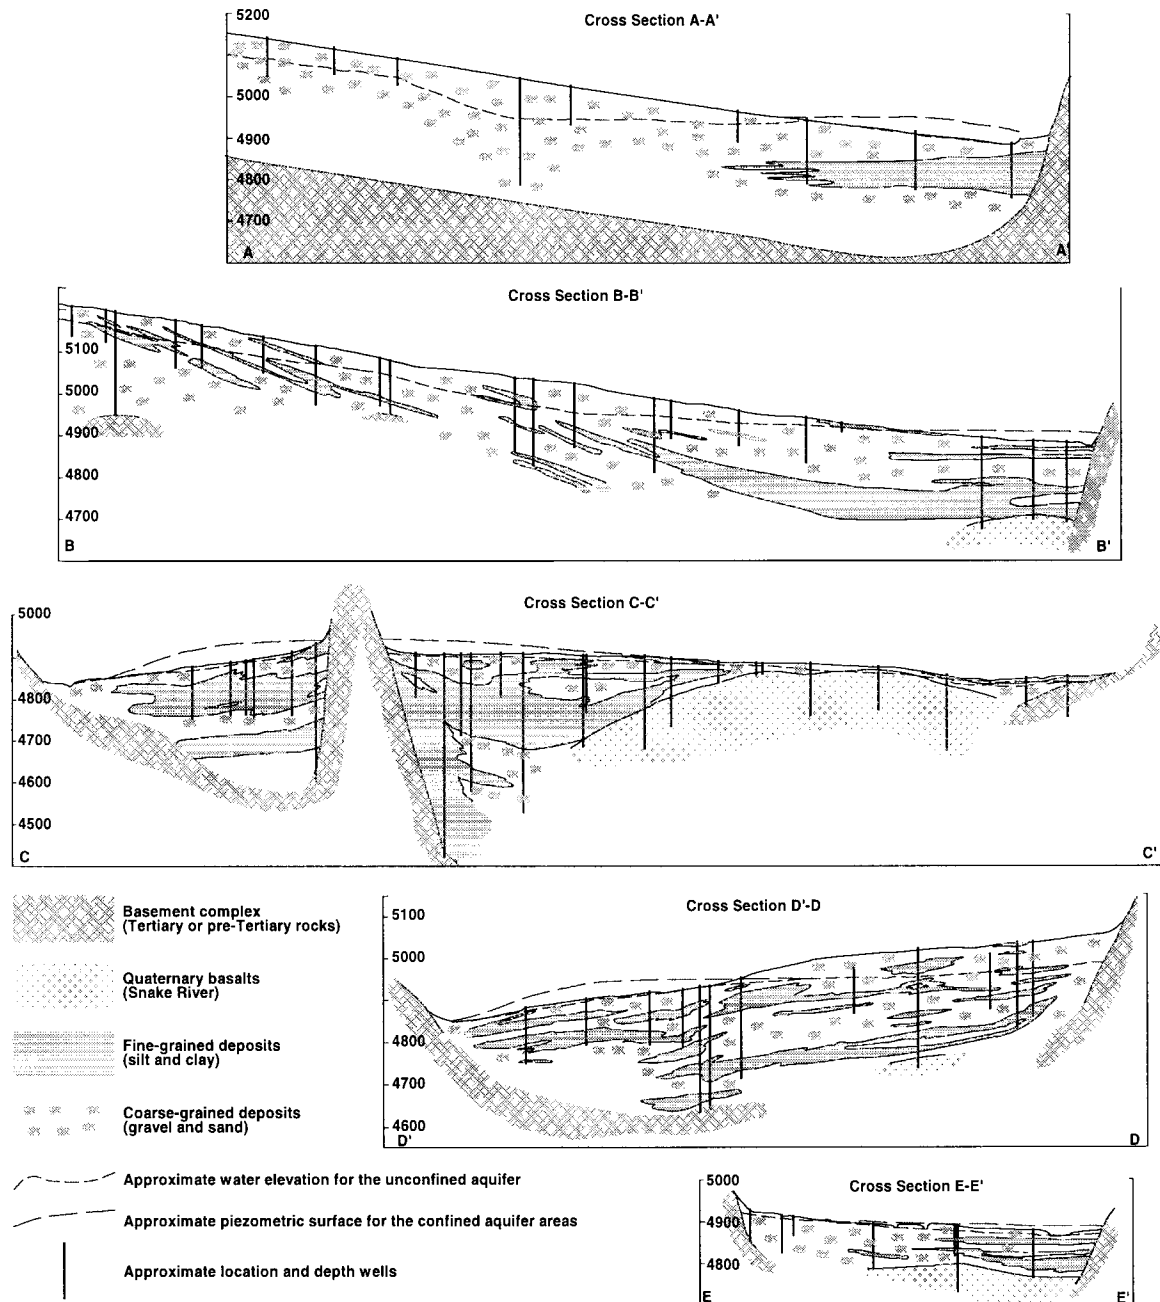 Cross Section A-A'
5200
5100
5000
4900
4800
4700
A
A'
Cross Section B-B'
5100
5000
4900
4800
4700
B
B'
Cross Section C-C'
5000
4800
4700
4600
4500
C
C'
Basement complex
(Tertiary or pre-Tertiary rocks)
Quaternary basalts
(Snake River)
Fine-grained deposits
(silt and clay)
Coarse-grained deposits
(gravel and sand)
Approximate water elevation for the unconfined aquifer
Approximate piezometric surface for the confined aquifer areas
Approximate location and depth wells
Cross Section D'-D
5100
5000
4800
4700
4600
D'
D
Cross Section E-E'
5000
4900
4800
E
E'